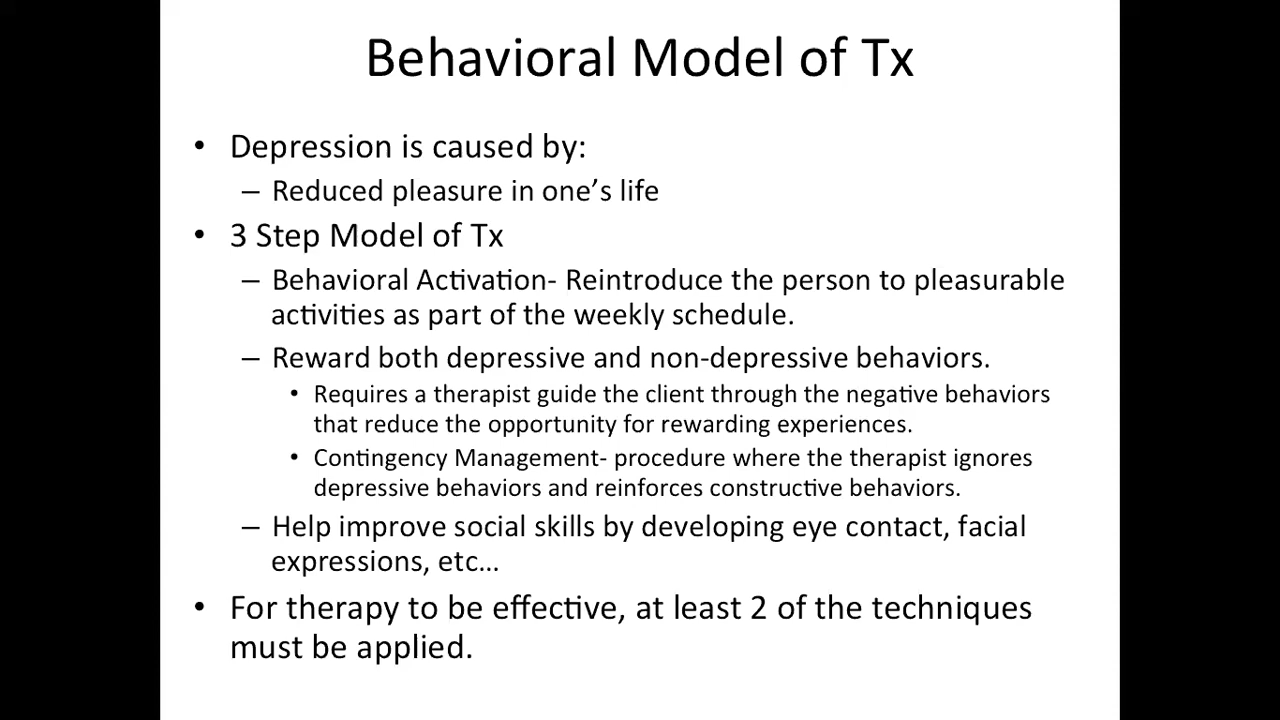 Behavioral Model of Tx
• Depression is caused by:
– Reduced pleasure in one’s life
• 3 Step Model of Tx
– Behavioral Activation- Reintroduce the person to pleasurable
activities as part of the weekly schedule.
– Reward both depressive and non-depressive behaviors.
• Requires a therapist guide the client through the negative behaviors
that reduce the opportunity for rewarding experiences.
• Contingency Management- procedure where the therapist ignores
depressive behaviors and reinforces constructive behaviors.
– Help improve social skills by developing eye contact, facial
expressions, etc…
• For therapy to be effective, at least 2 of the techniques
must be applied.